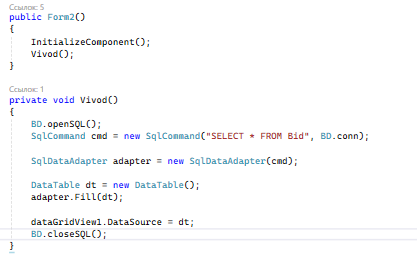 Ссылок: 5
public Form2()
{
InitializeComponent();
Vivod();
}
Ссылок: 1
private void Vivod()
{
BD.openSQL();
SqlCommand cmd = new SqlCommand("SELECT * FROM Bid", BD.conn);
SqlDataAdapter adapter = new SqlDataAdapter(cmd);
DataTable dt = new DataTable();
adapter.Fill(dt);
dataGridView1.DataSource = dt;
BD.closeSQL();
}